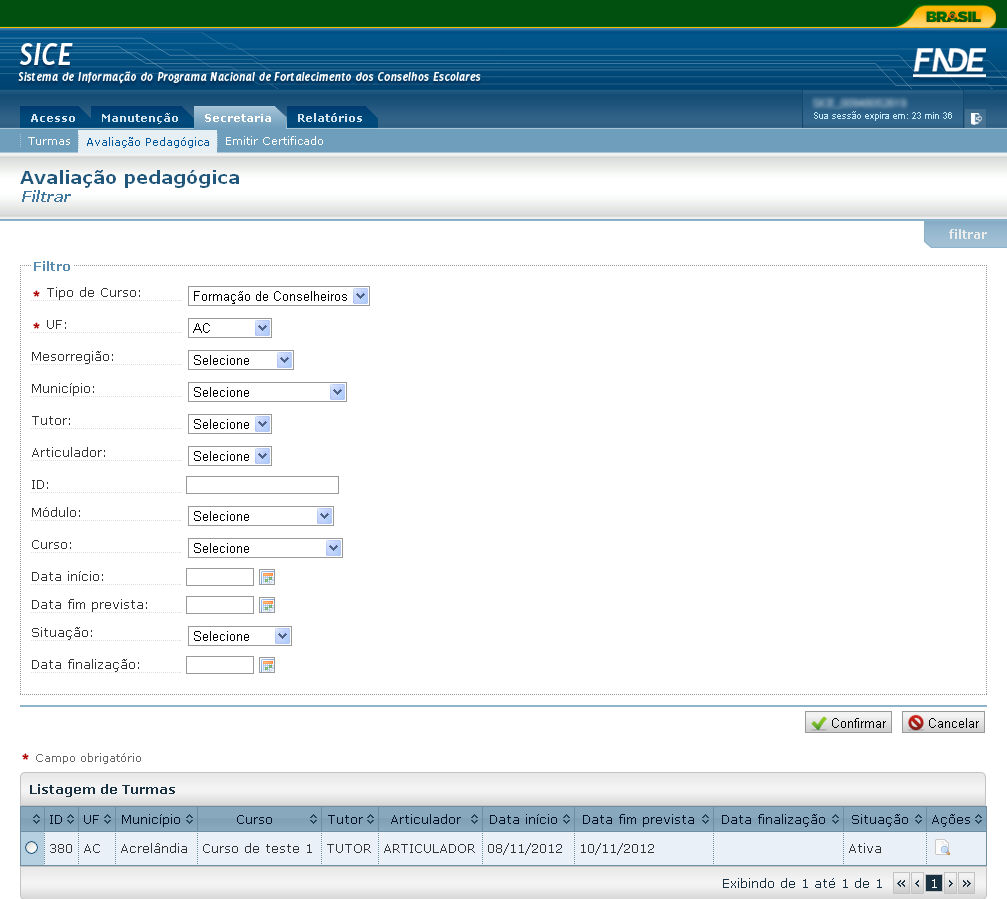 BRASIL
SICE
Sistema de Informação do Programa Nacional de Fortalecimento dos Conselhos Escolares
FNDE
Acesso Manutenção Secretaria Relatórios
Sua sessão expira em: 23 min 36
Turmas Avaliação Pedagógica Emitir Certificado
Avaliação pedagógica
Filtrar
filtrar
Filtro
* Tipo de Curso: Formação de Conselheiros
* UF: AC
Mesorregião: Selecione
Município: Selecione
Tutor: Selecione
Articulador: Selecione
ID:
Módulo: Selecione
Curso: Selecione
Data início:
Data fim prevista:
Situação: Selecione
Data finalização:
Confirmar Cancelar
* Campo obrigatório
Listagem de Turmas
ID UF Município Curso Tutor Articulador Data início Data fim prevista Data finalização Situação Ações
380 AC Acrelândia Curso de teste 1 TUTOR ARTICULADOR 08/11/2012 10/11/2012 Ativa
Exibindo de 1 até 1 de 1 « ‹ 1 › »